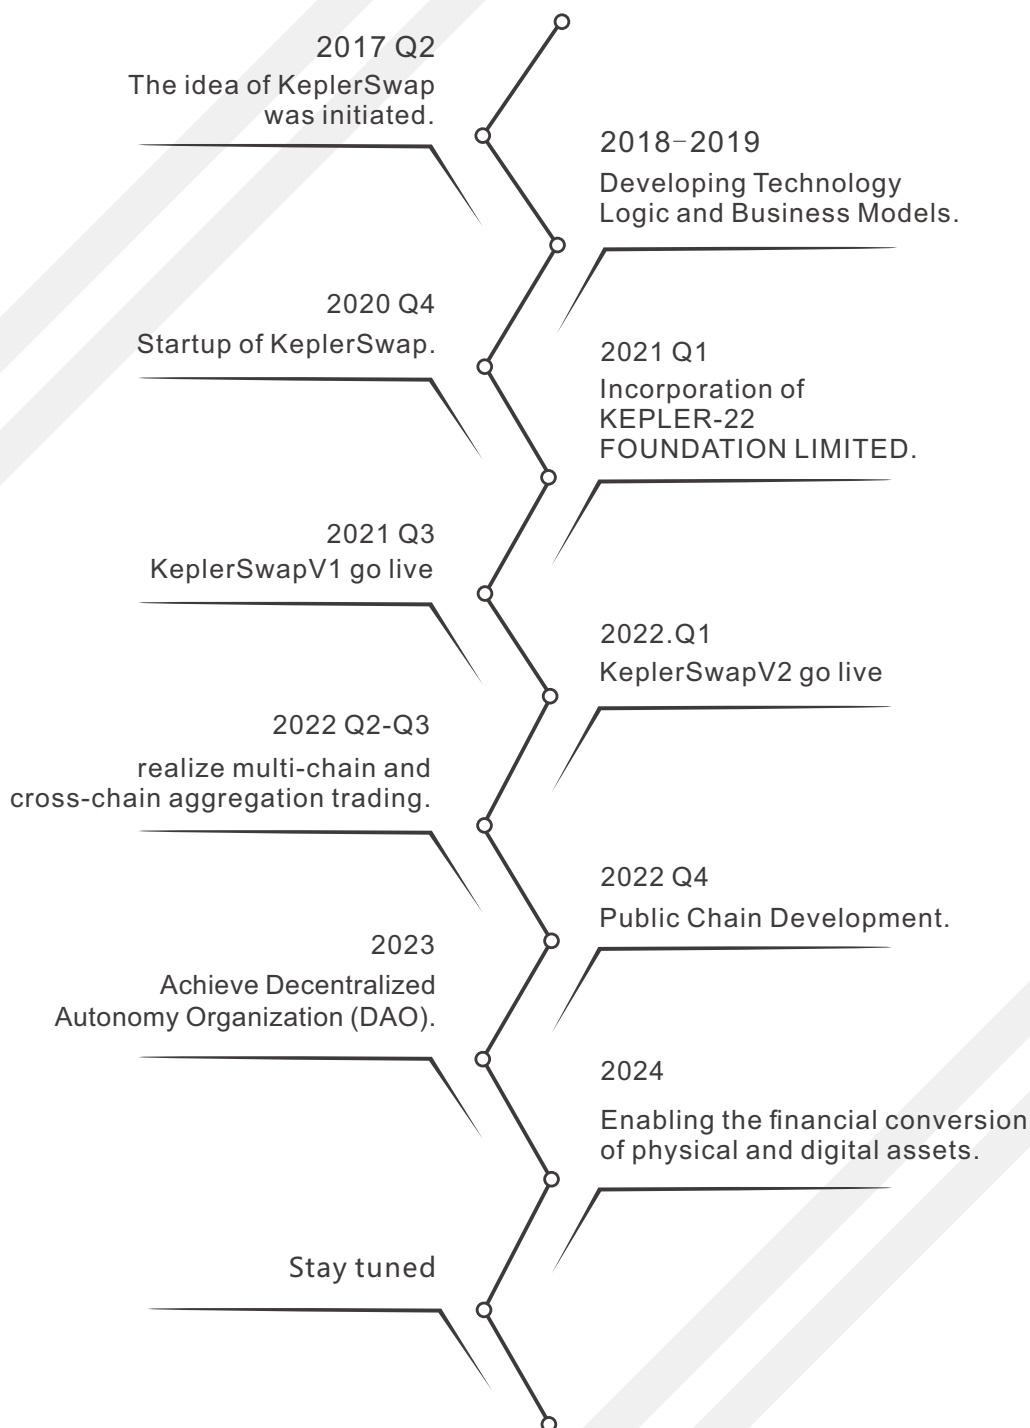 2017 Q2
The idea of KeplerSwap
was initiated.
2018–2019
Developing Technology
Logic and Business Models.
2020 Q4
Startup of KeplerSwap.
2021 Q1
Incorporation of
KEPLER-22
FOUNDATION LIMITED.
2021 Q3
KeplerSwapV1 go live
2022.Q1
KeplerSwapV2 go live
2022 Q2-Q3
realize multi-chain and
cross-chain aggregation trading.
2022 Q4
Public Chain Development.
2023
Achieve Decentralized
Autonomy Organization (DAO).
2024
Enabling the financial conversion
of physical and digital assets.
Stay tuned